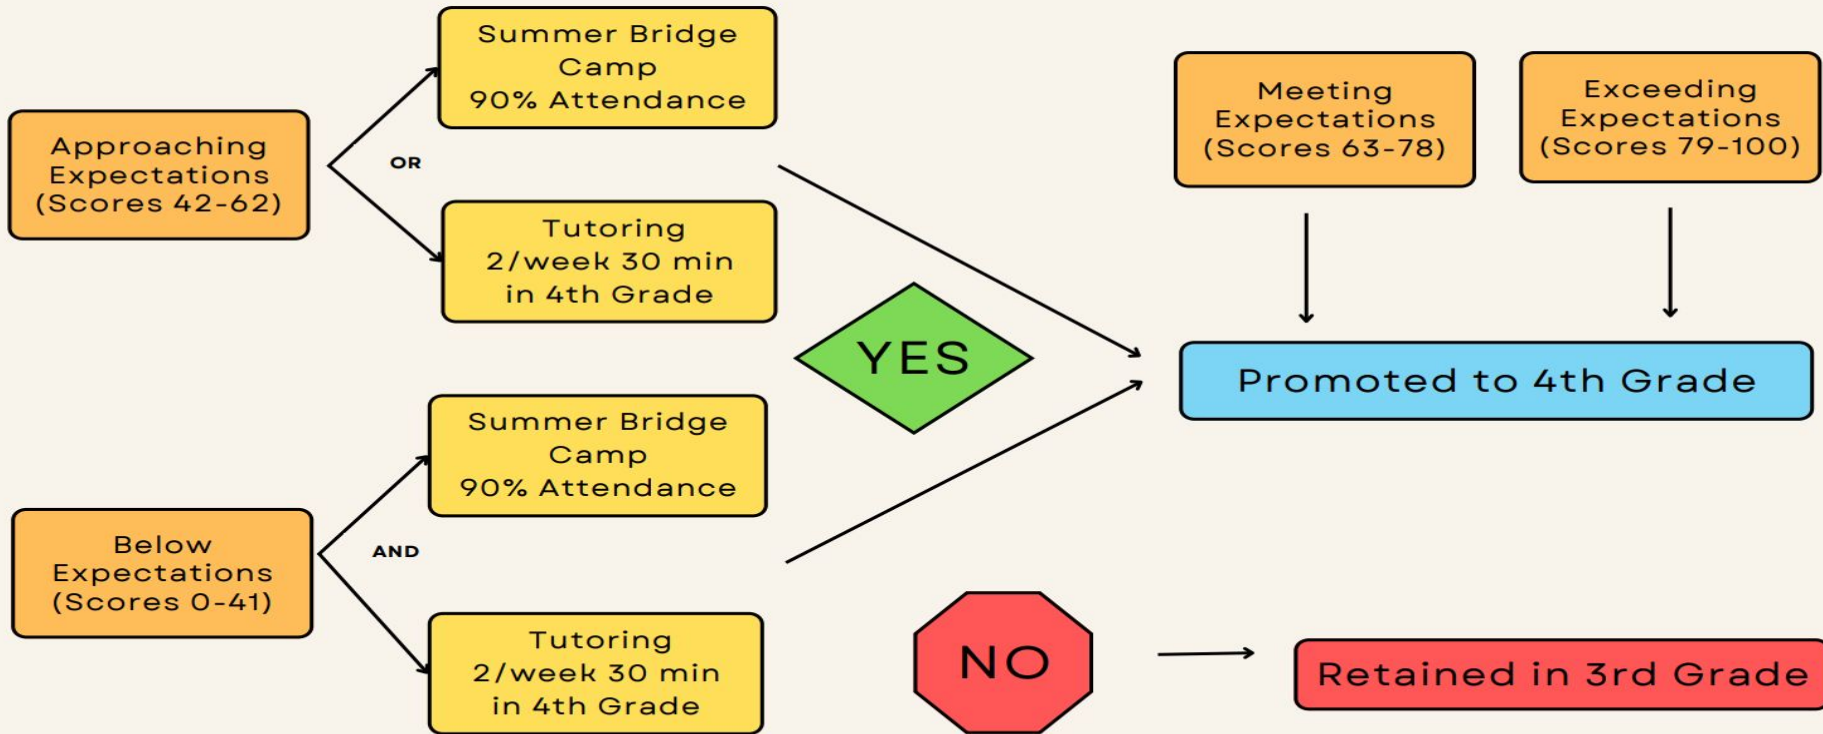 Approaching
Expectations
(Scores 42-62)
OR
Summer Bridge
Camp
90% Attendance
Tutoring
2/week 30 min
in 4th Grade
Below
Expectations
(Scores 0-41)
AND
Summer Bridge
Camp
90% Attendance
Tutoring
2/week 30 min
in 4th Grade
YES
Meeting
Expectations
(Scores 63-78)
Exceeding
Expectations
(Scores 79-100)
Promoted to 4th Grade
NO
Retained in 3rd Grade